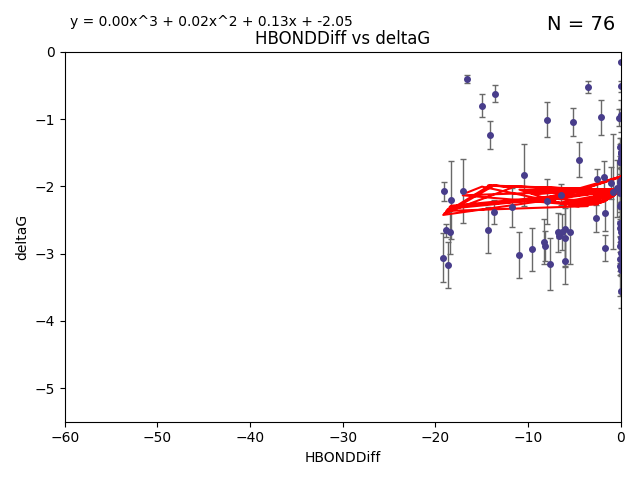 y = 0.00x^3 + 0.02x^2 + 0.13x + -2.05
N = 76
HBONDDiff vs deltaG
0
−1
−2
−3
−4
−5
deltaG
−60 −50 −40 −30 −20 −10 0
HBONDDiff